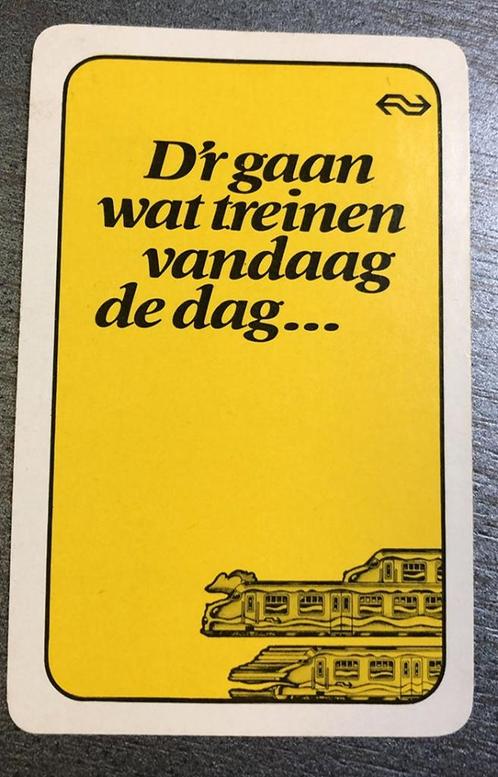 D'r gaan
wat treinen
vandaag
de dag...